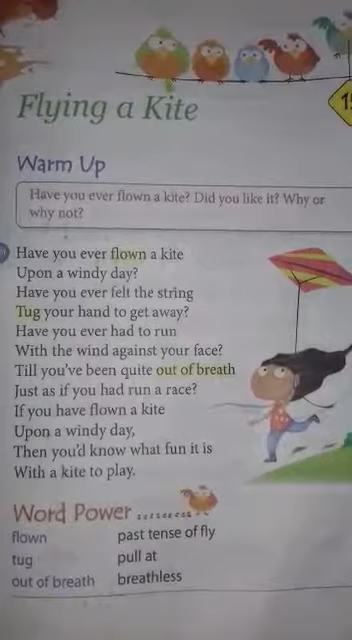 15
Flying a Kite
Warm Up
Have you ever flown a kite? Did you like it? Why or
why not?
Have you ever flown a kite
Upon a windy day?
Have you ever felt the string
Tug your hand to get away?
Have you ever had to run
With the wind against your face?
Till you've been quite out of breath
Just as if you had run a race?
If you have flown a kite
Upon a windy day,
Then you'd know what fun it is
With a kite to play.
Word Power .........
flown past tense of fly
tug pull at
out of breath breathless